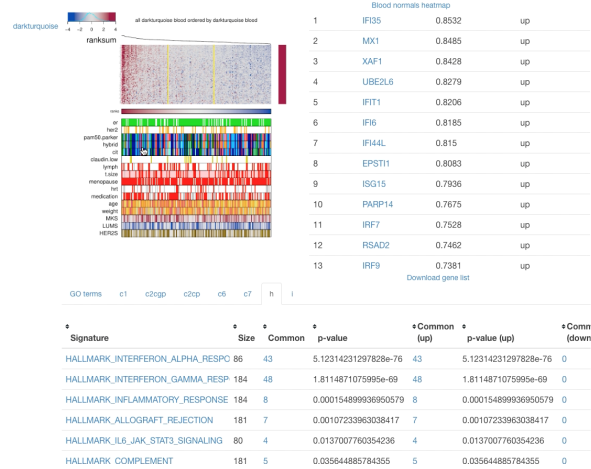 Blood normals heatmap
darkturquoise
-4 -2 0 2 4
all darkturquoise blood ordered by darkturquoise blood
ranksum
er
her2
pam50.parker
hybrid
cit
claudin.low
lymph
t.size
menopause
hrt
medication
age
weight
MKS
LUMS
HER2S
1 IFI35 0.8532 up
2 MX1 0.8485 up
3 XAF1 0.8428 up
4 UBE2L6 0.8279 up
5 IFIT1 0.8206 up
6 IFI6 0.8185 up
7 IFI44L 0.815 up
8 EPSTI1 0.8083 up
9 ISG15 0.7936 up
10 PARP14 0.7675 up
11 IRF7 0.7528 up
12 RSAD2 0.7462 up
13 IRF9 0.7381 up
Download gene list
GO terms c1 c2cgp c2cp c6 c7 h i
Signature Size Common p-value Common (up) p-value (up) Comm (down
HALLMARK_INTERFERON_ALPHA_RESPC 86 43 5.12314231297828e-76 43 5.12314231297828e-76 0
HALLMARK_INTERFERON_GAMMA_RESP 184 48 1.8114871075995e-69 48 1.8114871075995e-69 0
HALLMARK_INFLAMMATORY_RESPONSE 184 8 0.000154899936950579 8 0.000154899936950579 0
HALLMARK_ALLOGRAFT_REJECTION 181 7 0.00107233963038417 7 0.00107233963038417 0
HALLMARK_IL6_JAK_STAT3_SIGNALING 80 4 0.0137007760354236 4 0.0137007760354236 0
HALLMARK_COMPLEMENT 181 5 0.035644885784355 5 0.035644885784355 0